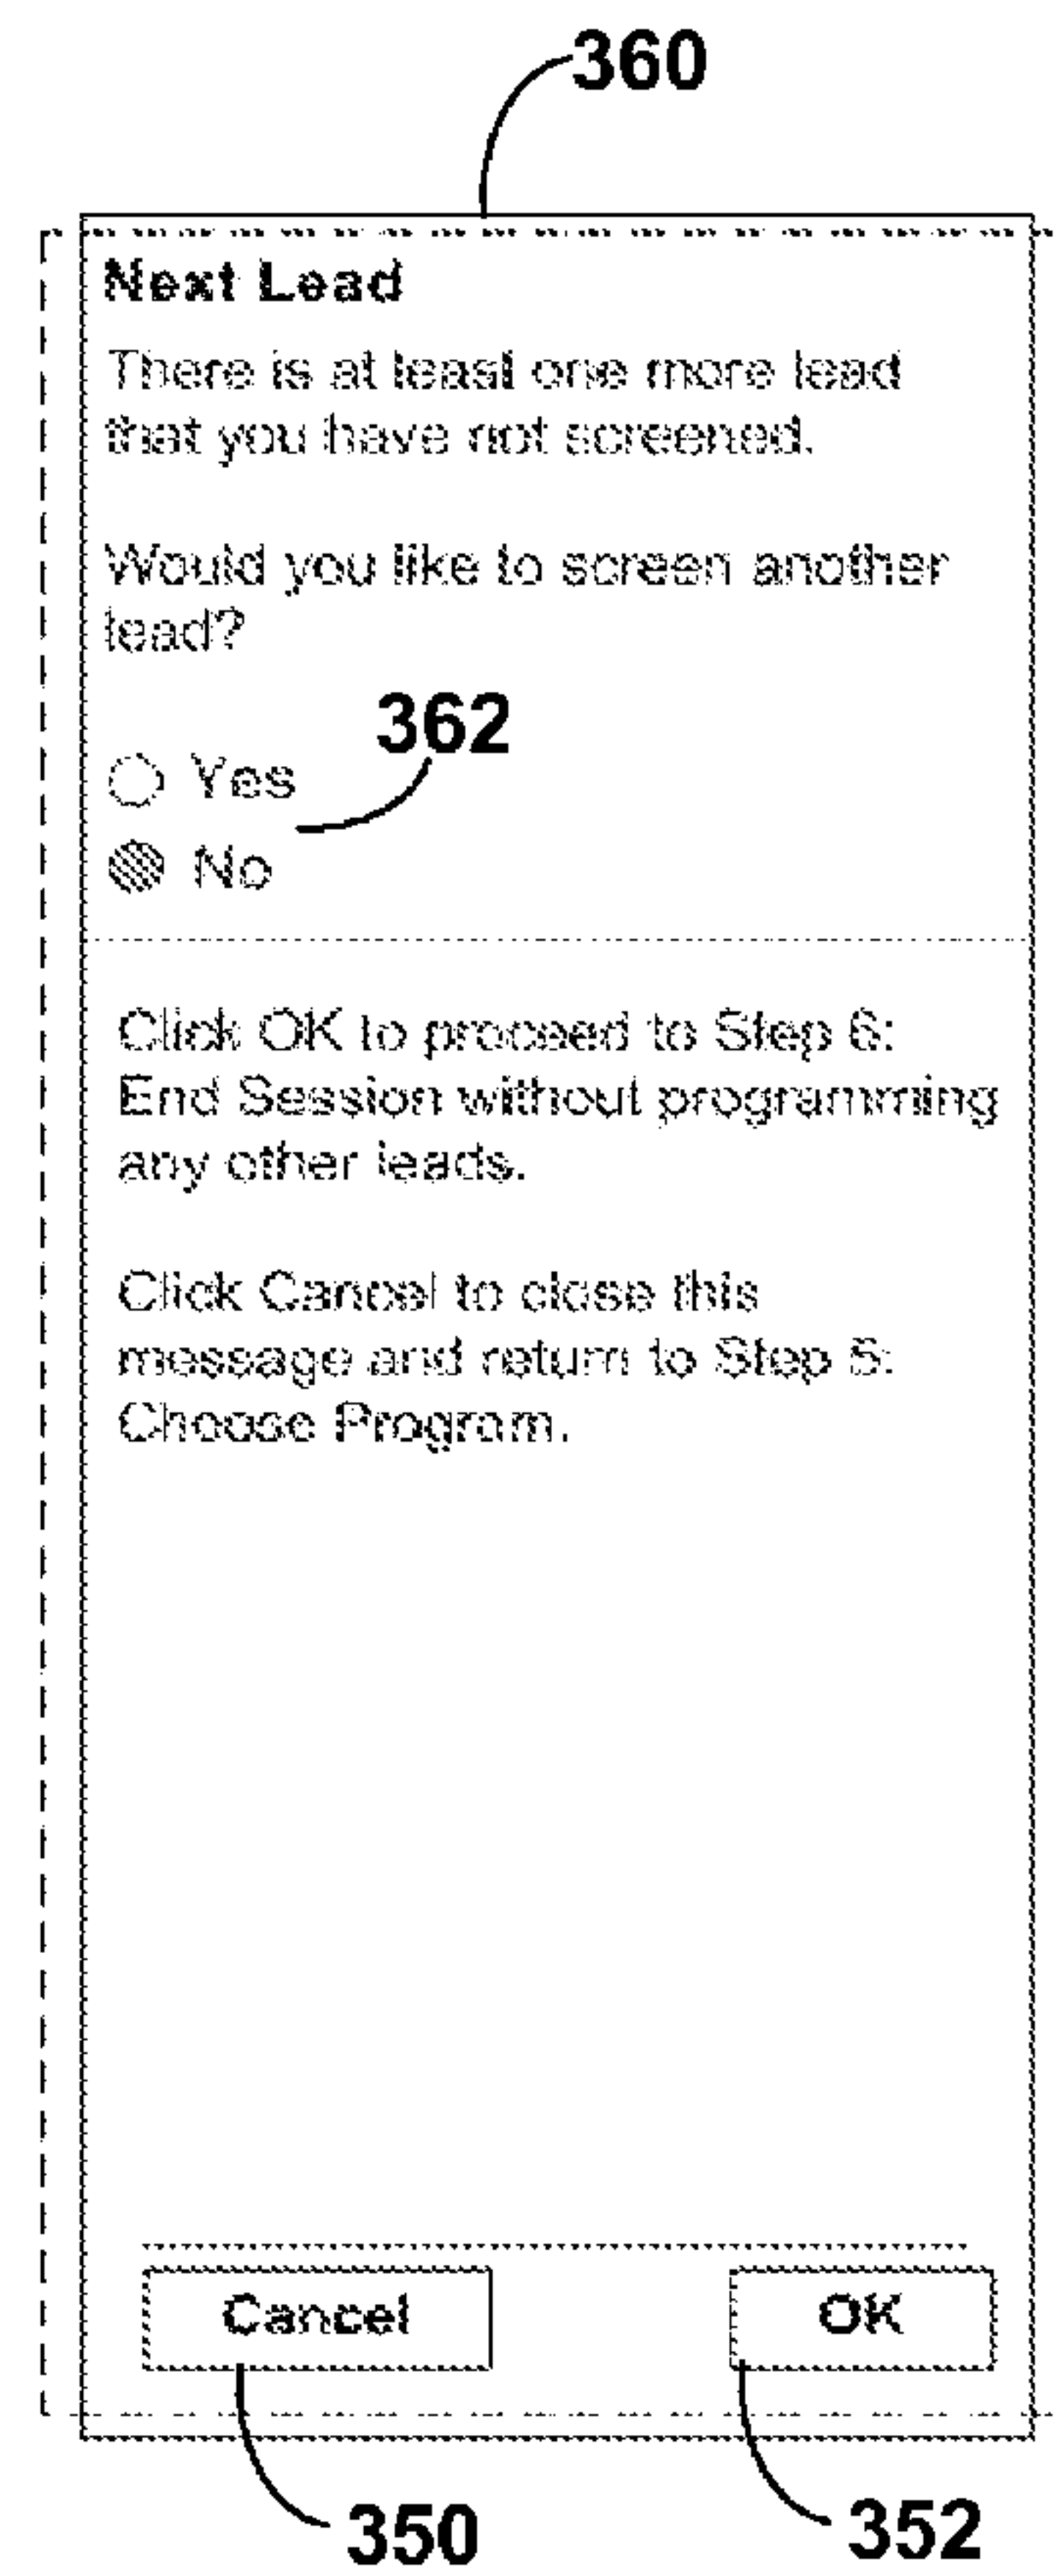 360
Next Lead
There is at least one more lead
that you have not screened.
Would you like to screen another
lead?
362
Yes
No
Click OK to proceed to Step 6:
End Session without programming
any other leads.
Click Cancel to close this
message and return to Step 5:
Choose Program.
Cancel
OK
350
352